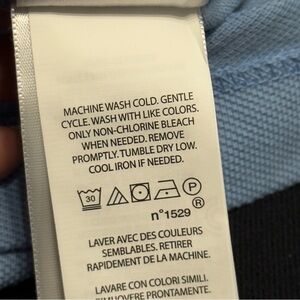 MACHINE WASH COLD. GENTLE
CYCLE. WASH WITH LIKE COLORS.
ONLY NON-CHLORINE BLEACH
WHEN NEEDED. REMOVE
PROMPTLY. TUMBLE DRY LOW.
COOL IRON IF NEEDED.
30 P
n°1529 ®
LAVER AVEC DES COULEURS
SEMBLABLES. RETIRER
RAPIDEMENT DE LA MACHINE.
LAVARE CON COLORI SIMILI.
RIMUOVERE PRONTAMENTE